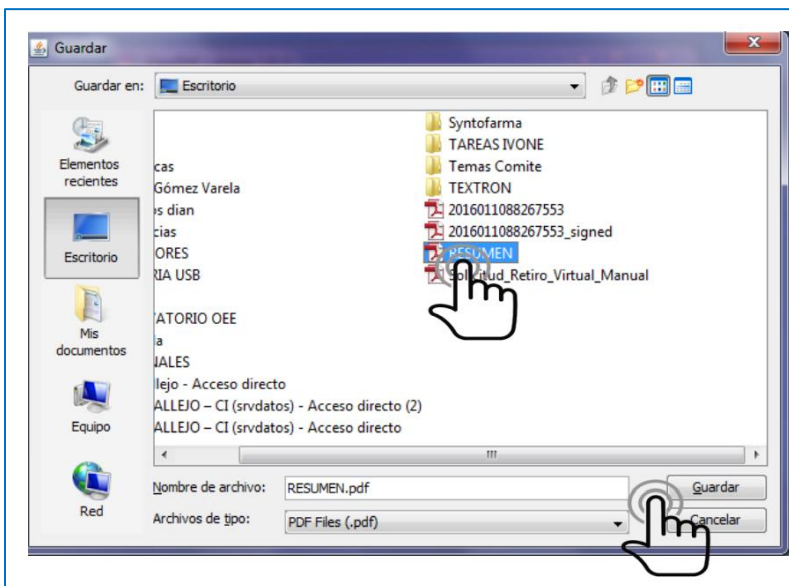 Guardar
Guardar en:
Escritorio
Elementos
recientes
Escritorio
Mis
documentos
Equipo
Red
cas
Gómez Varela
os dian
cias
ORES
RIA USB
ATORIO OEE
ia
NALES
llejo - Acceso directo
ALLEJO – CI (srvdatos) - Acceso directo (2)
ALLEJO – CI (srvdatos) - Acceso directo
Syntofarma
TAREAS IVONE
Temas Comite
TEXTRON
2016011088267553
2016011088267553_signed
RESUMEN
Solicitud_Retiro_Virtual_Manual
Nombre de archivo:
RESUMEN.pdf
Guardar
Archivos de tipo:
PDF Files (.pdf)
Cancelar